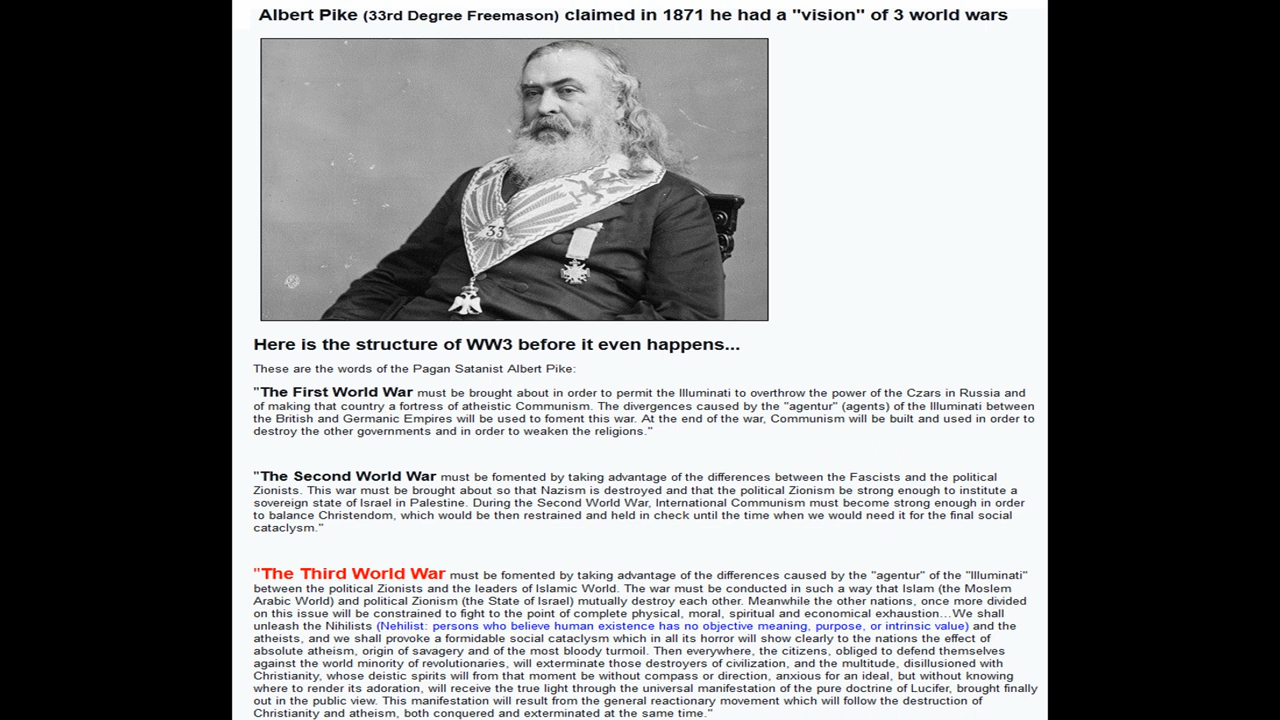 Albert Pike (33rd Degree Freemason) claimed in 1871 he had a "vision" of 3 world wars
33
Here is the structure of WW3 before it even happens...
These are the words of the Pagan Satanist Albert Pike:
"The First World War must be brought about in order to permit the Illuminati to overthrow the power of the Czars in Russia and
of making that country a fortress of atheistic Communism. The divergences caused by the "agentur" (agents) of the Illuminati between
the British and Germanic Empires will be used to foment this war. At the end of the war, Communism will be built and used in order to
destroy the other governments and in order to weaken the religions."
"The Second World War must be fomented by taking advantage of the differences between the Fascists and the political
Zionists. This war must be brought about so that Nazism is destroyed and that the political Zionism be strong enough to institute a
sovereign state of Israel in Palestine. During the Second World War, International Communism must become strong enough in order
to balance Christendom, which would be then restrained and held in check until the time when we would need it for the final social
cataclysm."
"The Third World War must be fomented by taking advantage of the differences caused by the "agentur" of the "Illuminati"
between the political Zionists and the leaders of Islamic World. The war must be conducted in such a way that Islam (the Moslem
Arabic World) and political Zionism (the State of Israel) mutually destroy each other. Meanwhile the other nations, once more divided
on this issue will be constrained to fight to the point of complete physical, moral, spiritual and economical exhaustion…We shall
unleash the Nihilists (Nehilist: persons who believe human existence has no objective meaning, purpose, or intrinsic value) and the
atheists, and we shall provoke a formidable social cataclysm which in all its horror will show clearly to the nations the effect of
absolute atheism, origin of savagery and of the most bloody turmoil. Then everywhere, the citizens, obliged to defend themselves
against the world minority of revolutionaries, will exterminate those destroyers of civilization, and the multitude, disillusioned with
Christianity, whose deistic spirits will from that moment be without compass or direction, anxious for an ideal, but without knowing
where to render its adoration, will receive the true light through the universal manifestation of the pure doctrine of Lucifer, brought finally
out in the public view. This manifestation will result from the general reactionary movement which will follow the destruction of
Christianity and atheism, both conquered and exterminated at the same time."